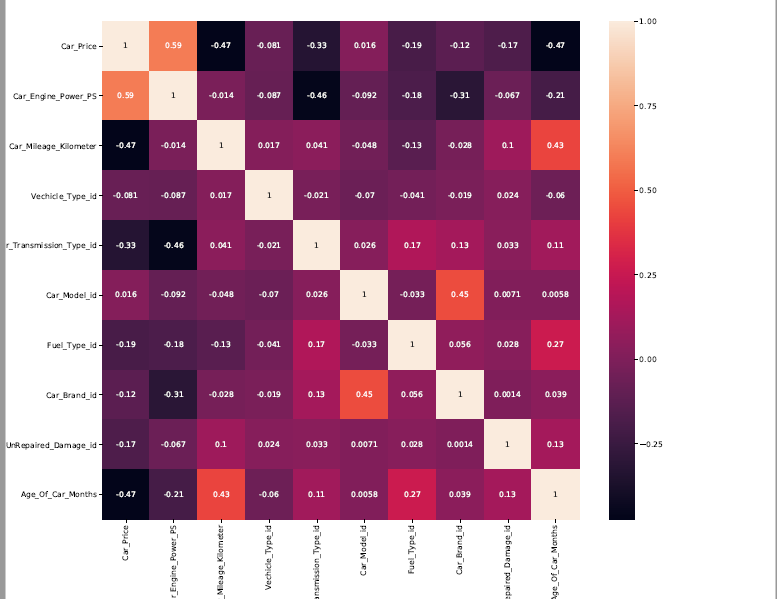 Car_Price 1 0.59 -0.47 -0.081 -0.33 0.016 -0.19 -0.12 -0.17 -0.47
Car_Engine_Power_PS 0.59 1 -0.014 -0.087 -0.46 -0.092 -0.18 -0.31 -0.067 -0.21
Car_Mileage_Kilometer -0.47 -0.014 1 0.017 0.041 -0.048 -0.13 -0.028 0.1 0.43
Vechicle_Type_id -0.081 -0.087 0.017 1 -0.021 -0.07 -0.041 -0.019 0.024 -0.06
r_Transmission_Type_id -0.33 -0.46 0.041 -0.021 1 0.026 0.17 0.13 0.033 0.11
Car_Model_id 0.016 -0.092 -0.048 -0.07 0.026 1 -0.033 0.45 0.0071 0.0058
Fuel_Type_id -0.19 -0.18 -0.13 -0.041 0.17 -0.033 1 0.056 0.028 0.27
Car_Brand_id -0.12 -0.31 -0.028 -0.019 0.13 0.45 0.056 1 0.0014 0.039
UnRepaired_Damage_id -0.17 -0.067 0.1 0.024 0.033 0.0071 0.028 0.0014 1 0.13
Age_Of_Car_Months -0.47 -0.21 0.43 -0.06 0.11 0.0058 0.27 0.039 0.13 1
Car_Price
r_Engine_Power_PS
_Mileage_Kilometer
Vechicle_Type_id
ansmission_Type_id
Car_Model_id
Fuel_Type_id
Car_Brand_id
epaired_Damage_id
Age_Of_Car_Months
1.00
0.75
0.50
0.25
0.00
−0.25